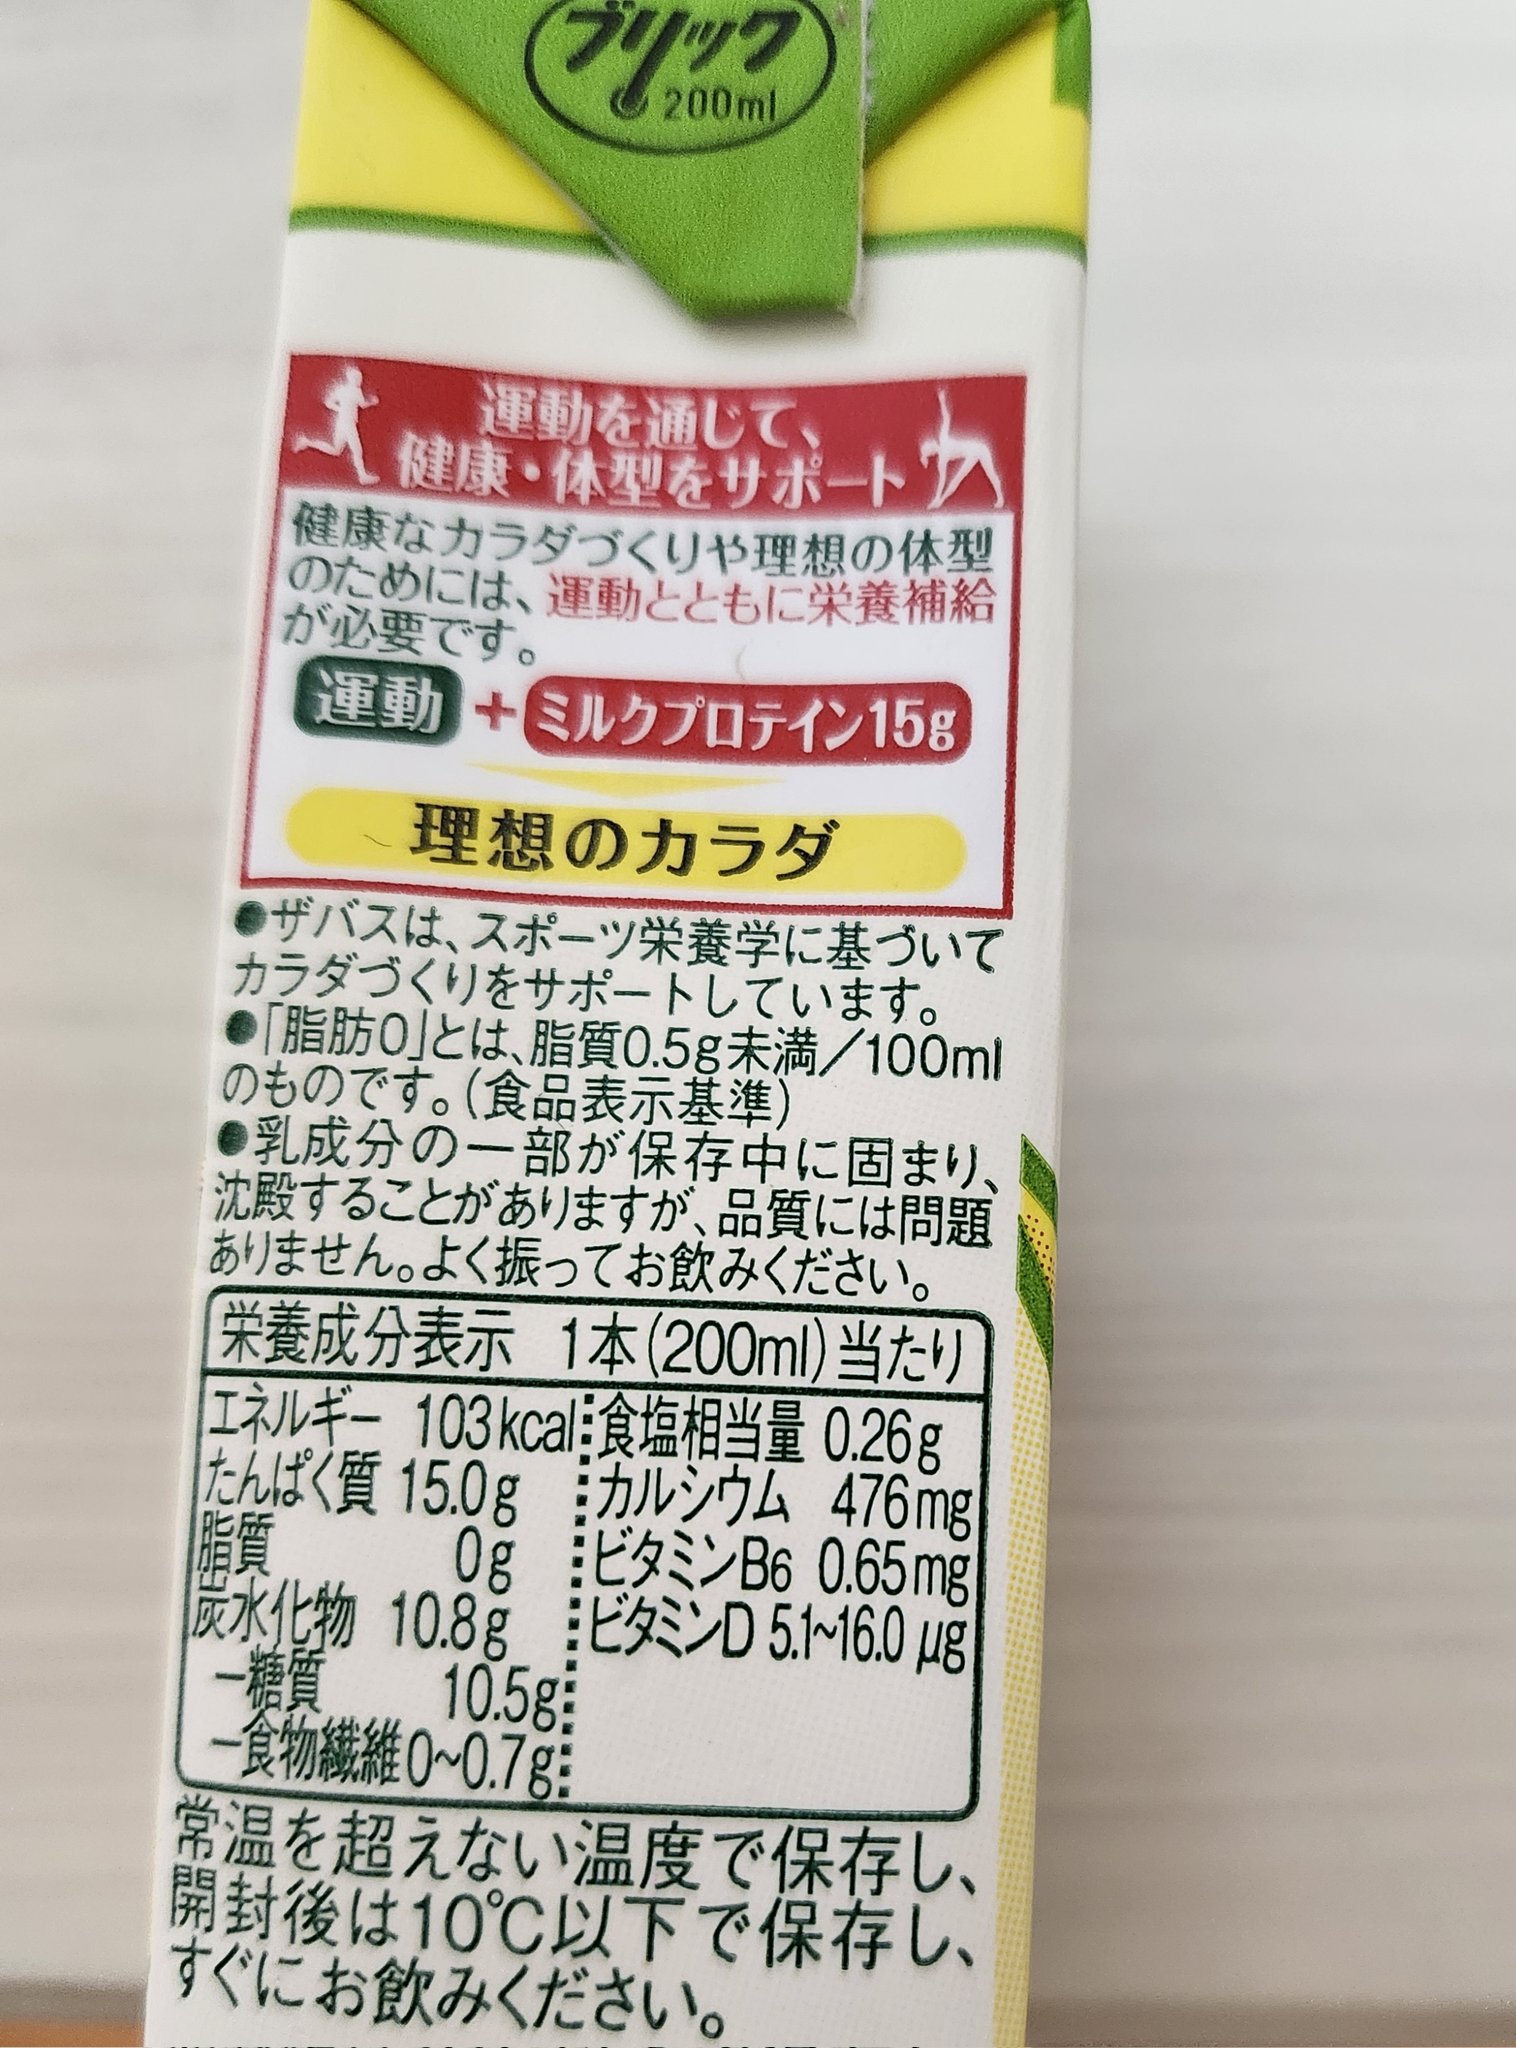 ブリック
200ml
運動を通じて、
健康・体型をサポート
健康なカラダづくりや理想の体型
のためには、運動とともに栄養補給
が必要です。
運動 + ミルクプロテイン15g
理想のカラダ
●ザバスは、スポーツ栄養学に基づいて
カラダづくりをサポートしています。
●「脂肪0」とは、脂質0.5g未満／100ml
のものです。(食品表示基準)
●乳成分の一部が保存中に固まり、
沈殿することがありますが、品質には問題
ありません。よく振ってお飲みください。
栄養成分表示 1本(200ml)当たり
エネルギー 103kcal
たんぱく質 15.0g
脂質 0g
炭水化物 10.8g
－糖質 10.5g
－食物繊維 0~0.7g
食塩相当量 0.26g
カルシウム 476mg
ビタミンB6 0.65mg
ビタミンD 5.1~16.0μg
常温を超えない温度で保存し、
開封後は10℃以下で保存し、
すぐにお飲みください。